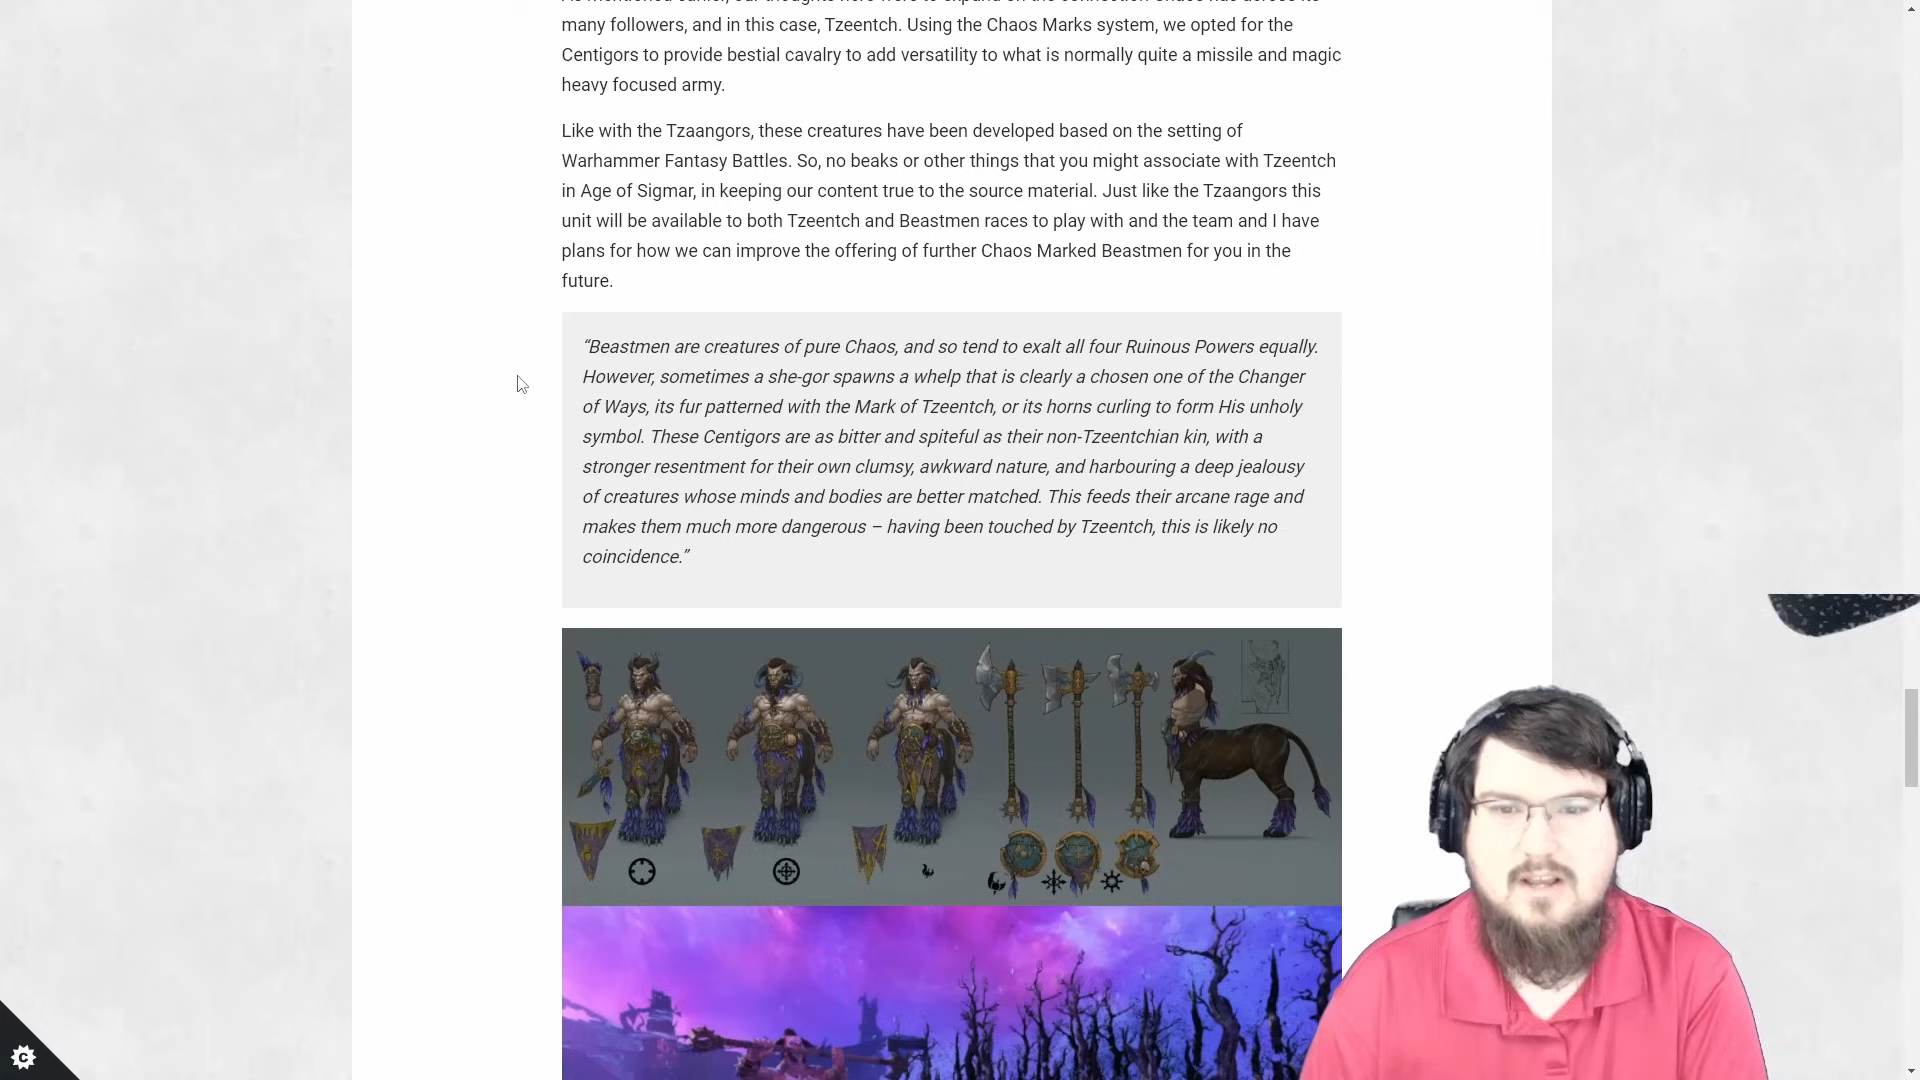 many followers, and in this case, Tzeentch. Using the Chaos Marks system, we opted for the
Centigors to provide bestial cavalry to add versatility to what is normally quite a missile and magic
heavy focused army.
Like with the Tzaangors, these creatures have been developed based on the setting of
Warhammer Fantasy Battles. So, no beaks or other things that you might associate with Tzeentch
in Age of Sigmar, in keeping our content true to the source material. Just like the Tzaangors this
unit will be available to both Tzeentch and Beastmen races to play with and the team and I have
plans for how we can improve the offering of further Chaos Marked Beastmen for you in the
future.
“Beastmen are creatures of pure Chaos, and so tend to exalt all four Ruinous Powers equally.
However, sometimes a she-gor spawns a whelp that is clearly a chosen one of the Changer
of Ways, its fur patterned with the Mark of Tzeentch, or its horns curling to form His unholy
symbol. These Centigors are as bitter and spiteful as their non-Tzeentchian kin, with a
stronger resentment for their own clumsy, awkward nature, and harbouring a deep jealousy
of creatures whose minds and bodies are better matched. This feeds their arcane rage and
makes them much more dangerous – having been touched by Tzeentch, this is likely no
coincidence.”